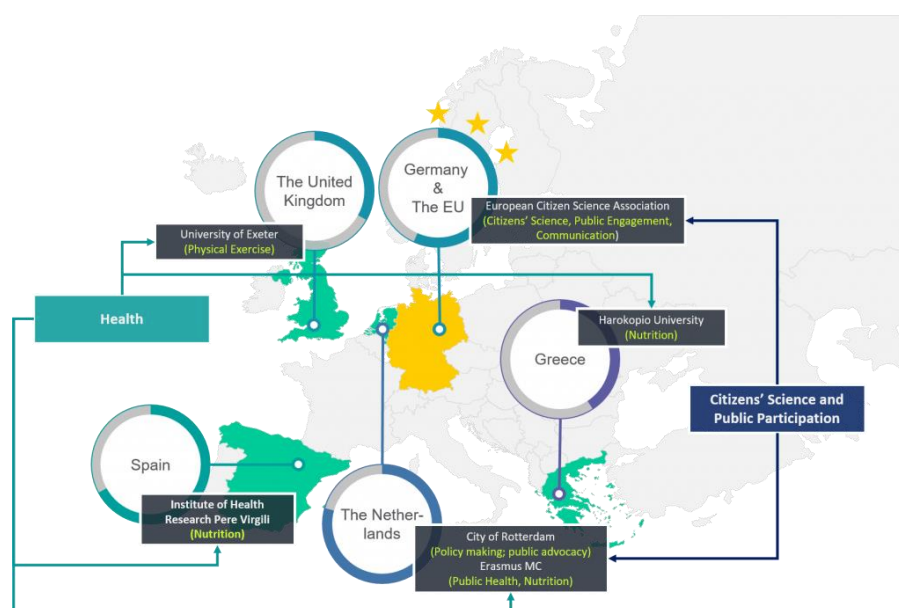 The United
Kingdom
Germany
&
The EU
European Citizen Science Association
(Citizens' Science, Public Engagement,
Communication)
University of Exeter
(Physical Exercise)
Health
Harokopio University
(Nutrition)
Greece
Citizens' Science and
Public Participation
Spain
Institute of Health
Research Pere Virgili
(Nutrition)
The Nether-
lands
City of Rotterdam
(Policy making; public advocacy)
Erasmus MC
(Public Health, Nutrition)